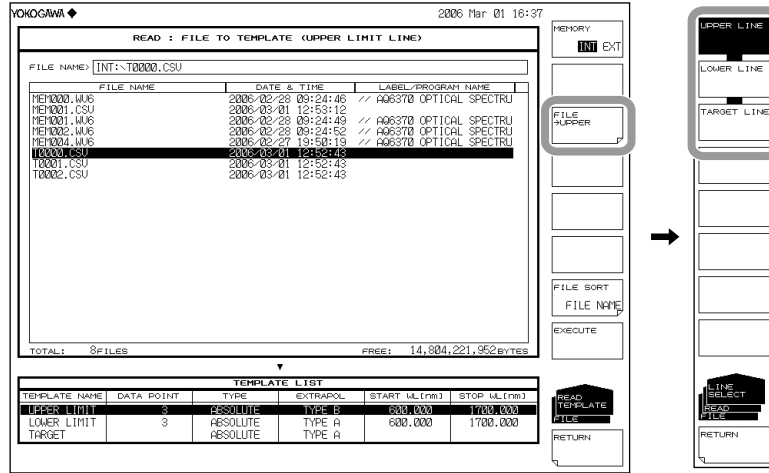 YOKOGAWA ◆ 2006 Mar 01 16:37
READ : FILE TO TEMPLATE (UPPER LIMIT LINE)
FILE NAME> INT:\T0000.CSV
FILE NAME DATE & TIME LABEL/PROGRAM NAME
MEM000.WV6 2006/02/28 09:24:46 // AQ6370 OPTICAL SPECTRU
MEM001.CSV 2006/03/01 12:53:12
MEM001.WV6 2006/02/28 09:24:49 // AQ6370 OPTICAL SPECTRU
MEM002.WV6 2006/02/28 09:24:52 // AQ6370 OPTICAL SPECTRU
MEM004.WV6 2006/02/27 19:50:19 // AQ6370 OPTICAL SPECTRU
T0000.CSV 2006/03/01 12:52:43
T0001.CSV 2006/03/01 12:52:43
T0002.CSV 2006/03/01 12:52:43
TOTAL: 8FILES FREE: 14,804,221,952BYTES
▼
TEMPLATE LIST
TEMPLATE NAME DATA POINT TYPE EXTRAPOL START WL[nm] STOP WL[nm]
UPPER LIMIT 3 ABSOLUTE TYPE B 600.000 1700.000
LOWER LIMIT 3 ABSOLUTE TYPE A 600.000 1700.000
TARGET ABSOLUTE TYPE A
MEMORY
INT EXT
FILE
→UPPER
FILE SORT
FILE NAME
EXECUTE
READ
TEMPLATE
FILE
RETURN
UPPER LINE
LOWER LINE
TARGET LINE
LINE
SELECT
READ
FILE
RETURN